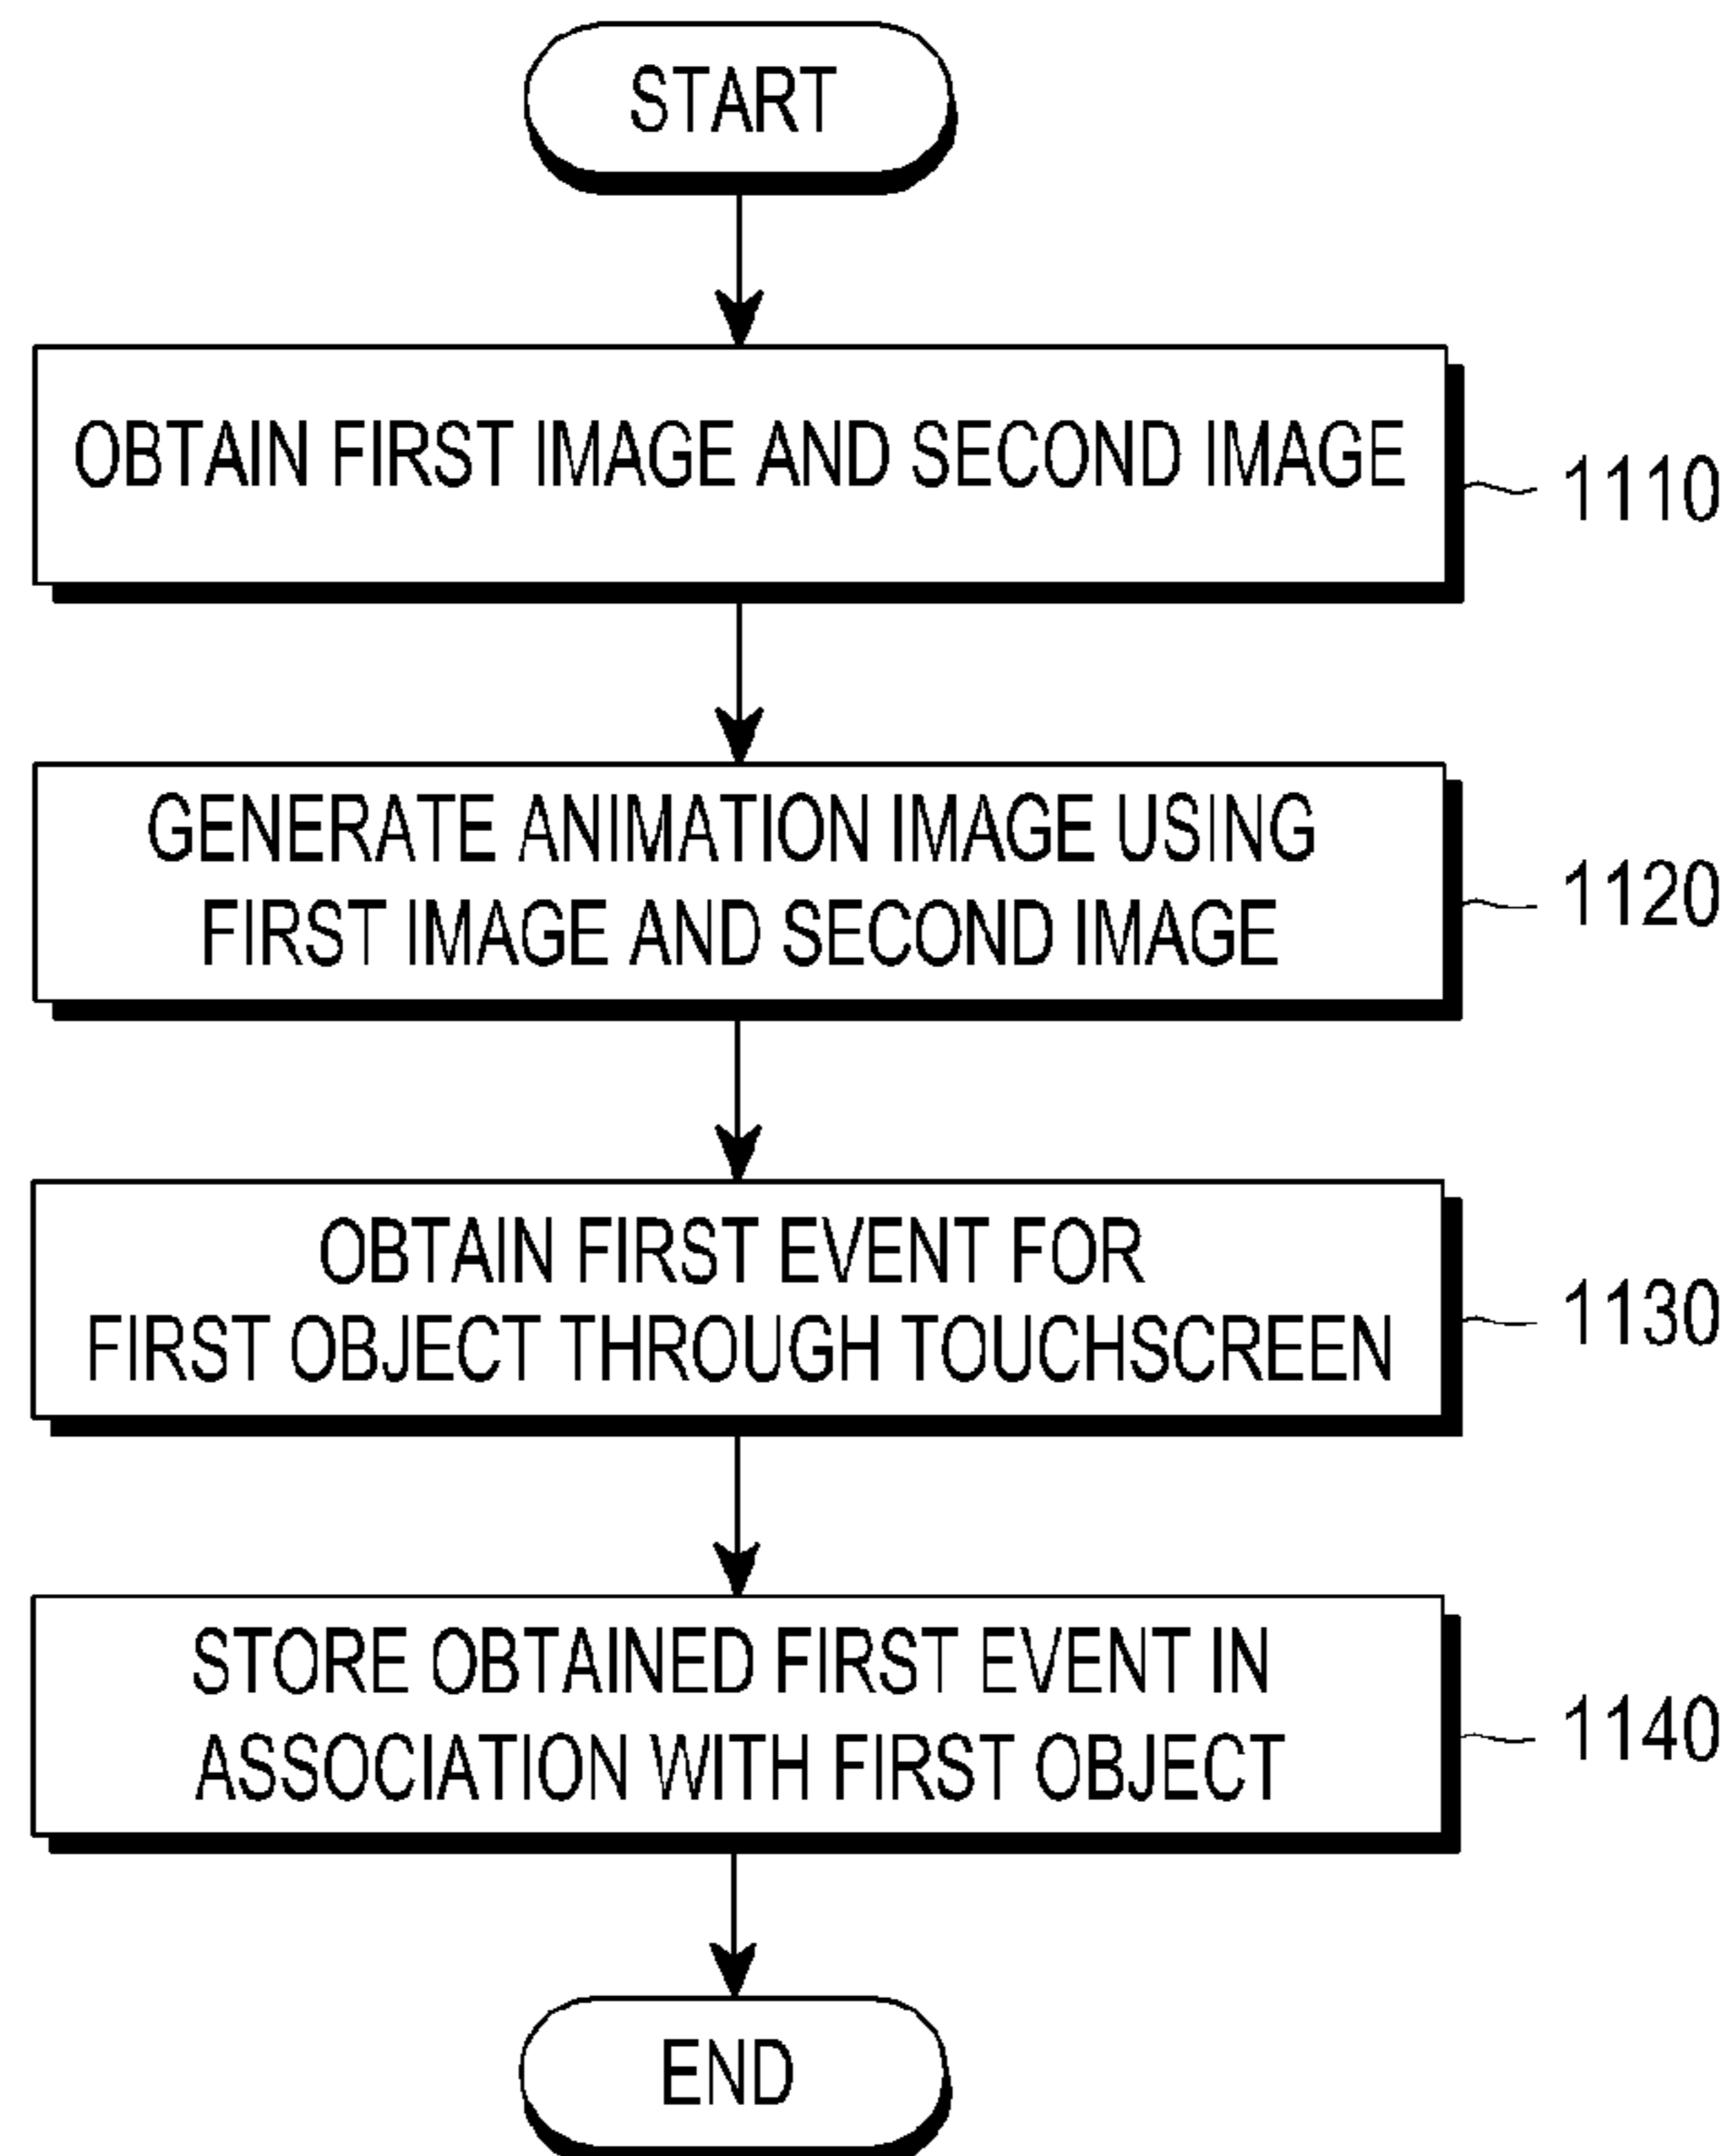 START
OBTAIN FIRST IMAGE AND SECOND IMAGE
1110
GENERATE ANIMATION IMAGE USING
FIRST IMAGE AND SECOND IMAGE
1120
OBTAIN FIRST EVENT FOR
FIRST OBJECT THROUGH TOUCHSCREEN
1130
STORE OBTAINED FIRST EVENT IN
ASSOCIATION WITH FIRST OBJECT
1140
END